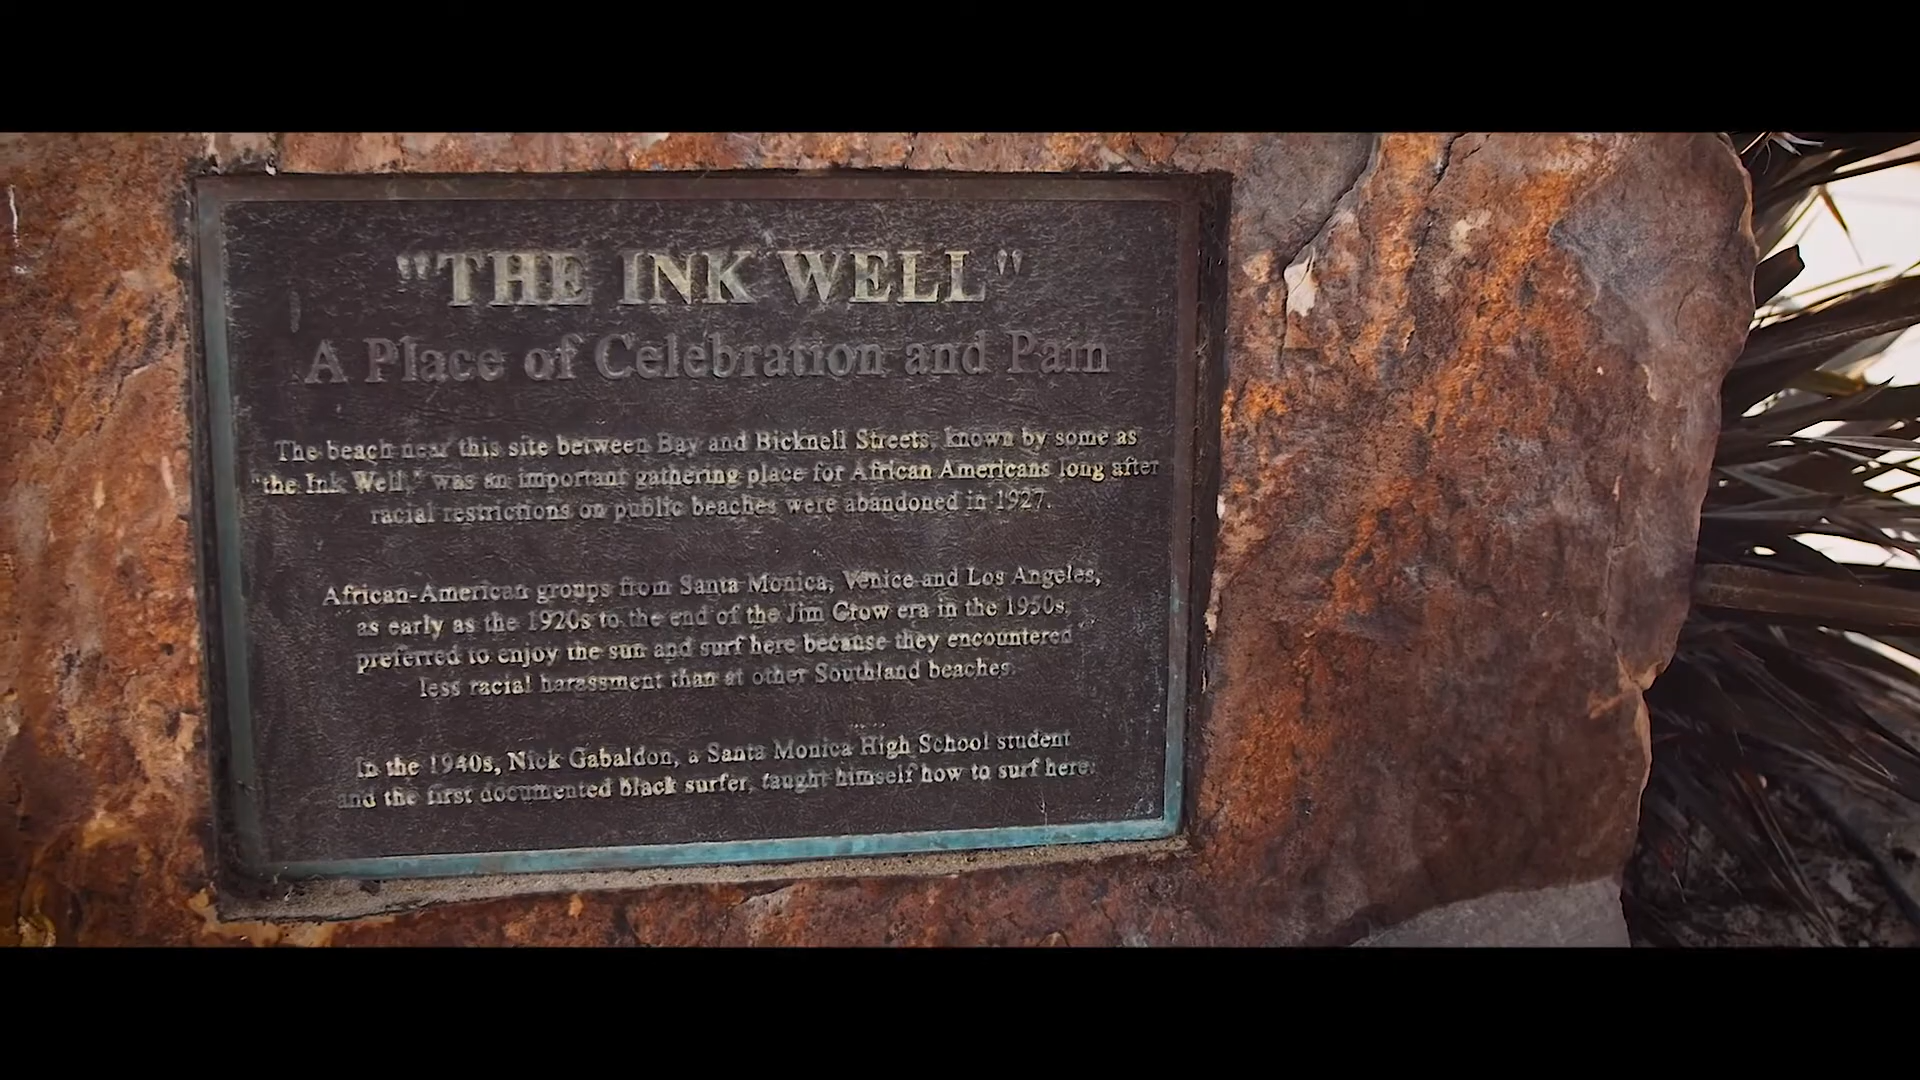 "THE INK WELL"
A Place of Celebration and Pain
The beach near this site between Bay and Bicknell Streets, known by some as
"the Ink Well," was an important gathering place for African Americans long after
racial restrictions on public beaches were abandoned in 1927.
African-American groups from Santa Monica, Venice and Los Angeles,
as early as the 1920s to the end of the Jim Crow era in the 1950s,
preferred to enjoy the sun and surf here because they encountered
less racial harassment than at other Southland beaches.
In the 1940s, Nick Gabaldon, a Santa Monica High School student
and the first documented black surfer, taught himself how to surf here.